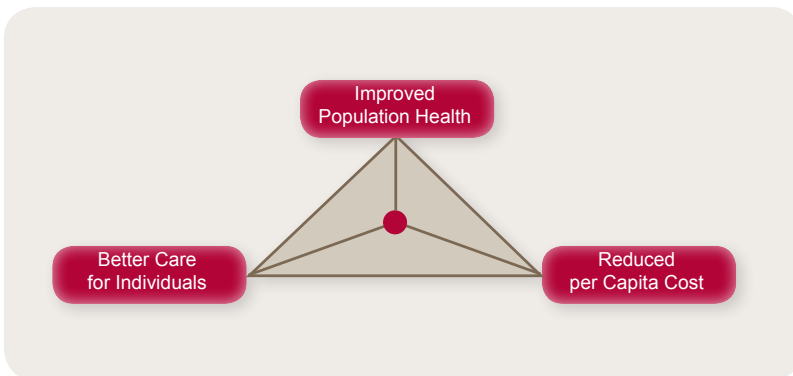 Improved
Population Health
Better Care
for Individuals
Reduced
per Capita Cost